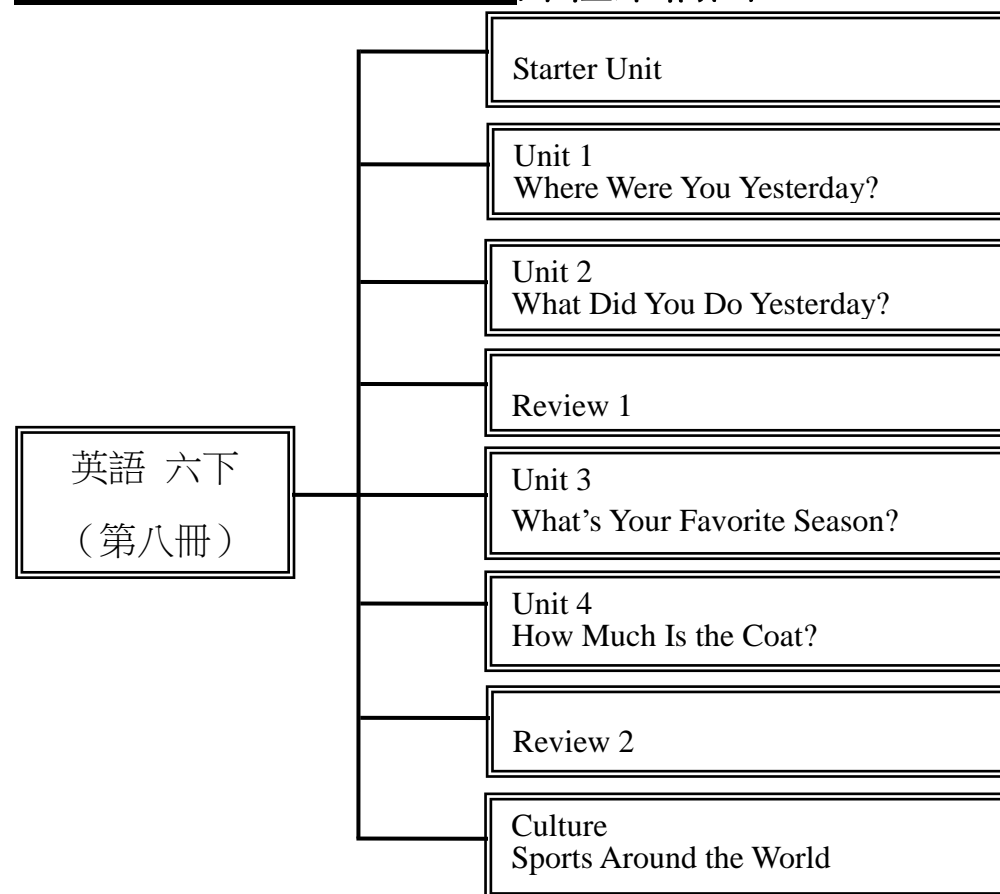 Starter Unit
Unit 1
Where Were You Yesterday?
Unit 2
What Did You Do Yesterday?
Review 1
英語 六下
（第八冊）
Unit 3
What’s Your Favorite Season?
Unit 4
How Much Is the Coat?
Review 2
Culture
Sports Around the World